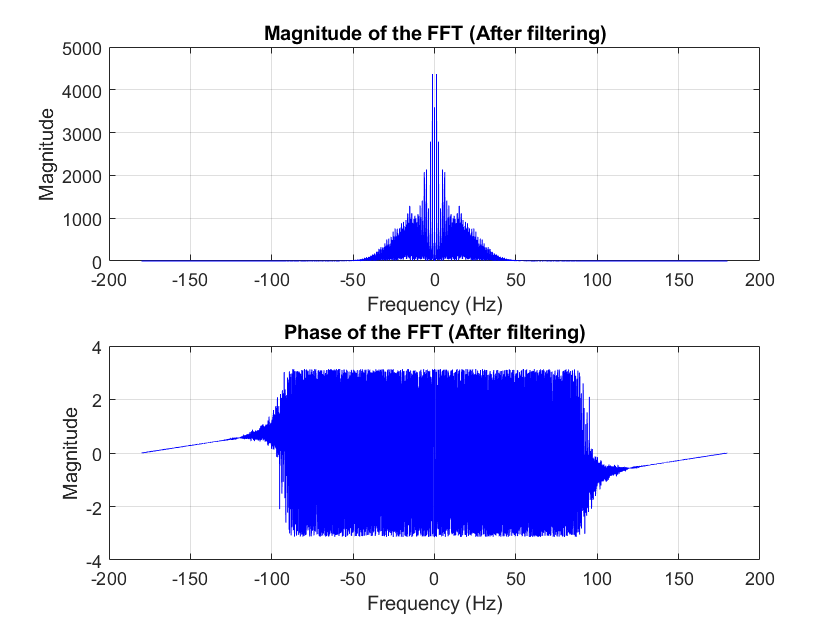 Magnitude of the FFT (After filtering)
5000
4000
3000
2000
1000
0
Magnitude
-200 -150 -100 -50 0 50 100 150 200
Frequency (Hz)
Phase of the FFT (After filtering)
4
2
0
-2
-4
Magnitude
-200 -150 -100 -50 0 50 100 150 200
Frequency (Hz)